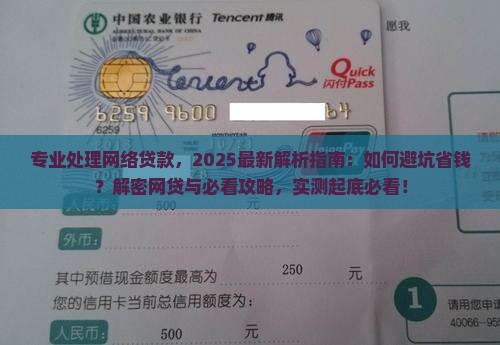 中国农业银行
AGRICULTURAL BANK OF CHINA
Tencent 腾讯
愿我
Tencent
Quick
闪付Pass
6259 9600
64
6259
专业处理网络贷款，2025最新解析指南：如何避坑省钱
？解密网贷与必看攻略，实测起底必看！
外币：
其中预借现金额度最高为 250 元
您的信用卡当前总信用额度为：
人民币： 500 元
1
请用您申请
40066-95